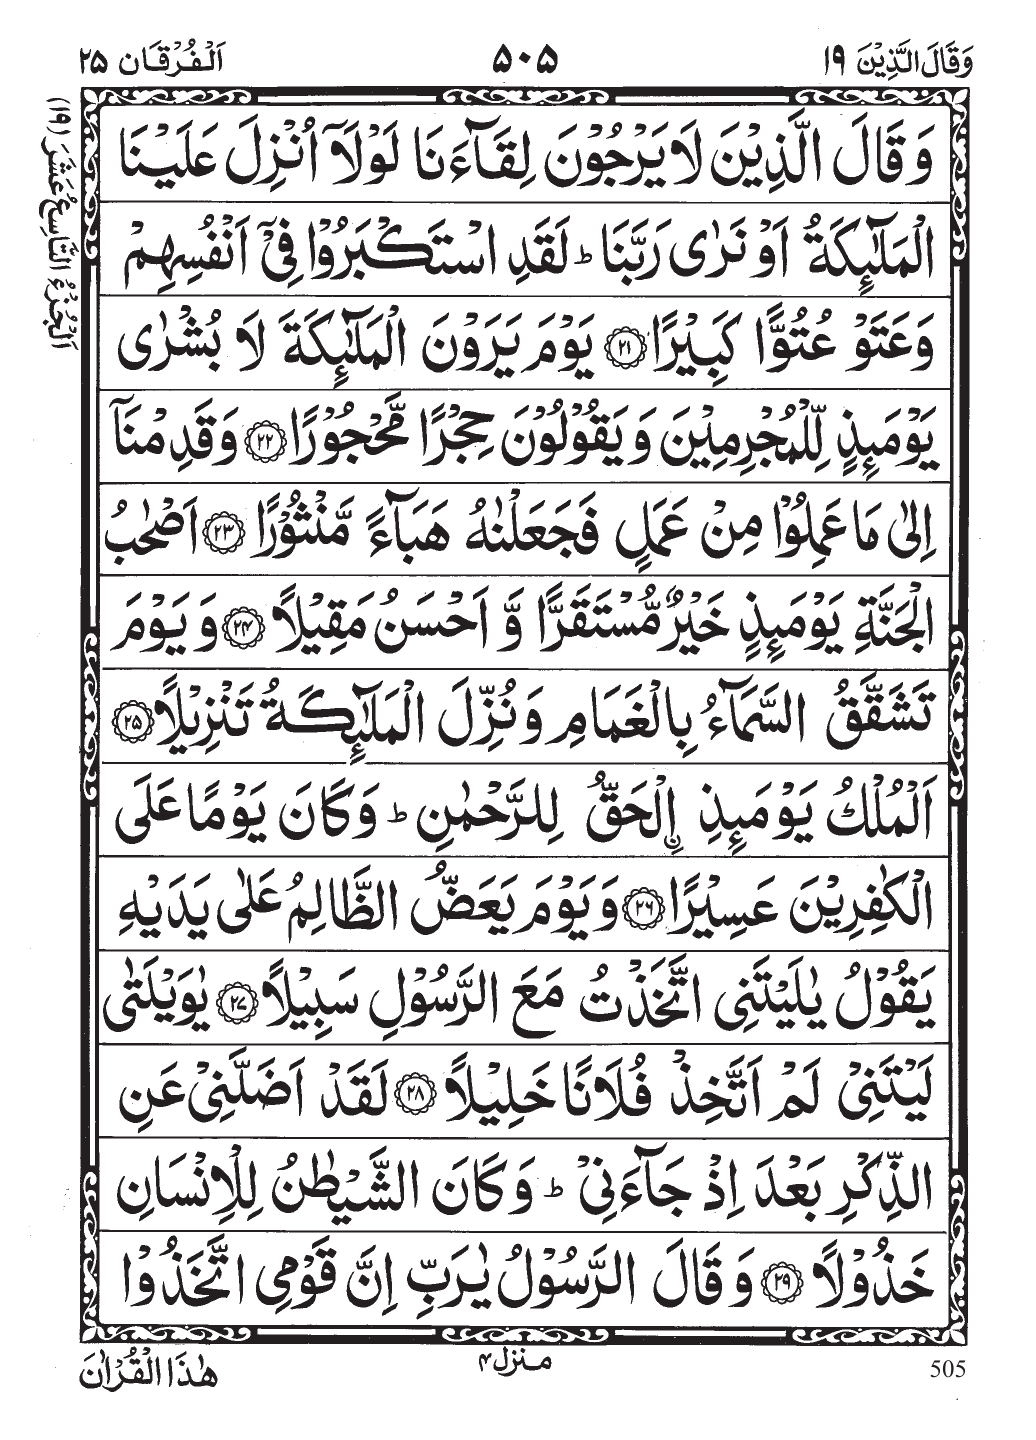 وَقَالَ الَّذِيْنَ ١٩
٥٠٥
اَلْفُرْقَان ٢٥
اَلْجُزْءُ التَّاسِعُ عَشَرَ (١٩)
وَ قَالَ الَّذِيْنَ لَا يَرْجُوْنَ لِقَآءَنَا لَوْلَآ اُنْزِلَ عَلَيْنَا
الْمَلٰٓئِكَةُ اَوْ نَرٰى رَبَّنَا ؕ لَقَدِ اسْتَكْبَرُوْا فِيْٓ اَنْفُسِهِمْ
وَعَتَوْ عُتُوًّا كَبِيْرًا ۝٢١ يَوْمَ يَرَوْنَ الْمَلٰٓئِكَةَ لَا بُشْرٰى
يَوْمَئِذٍ لِّلْمُجْرِمِيْنَ وَ يَقُوْلُوْنَ حِجْرًا مَّحْجُوْرًا ۝٢٢ وَقَدِمْنَآ
اِلٰى مَا عَمِلُوْا مِنْ عَمَلٍ فَجَعَلْنٰهُ هَبَآءً مَّنْثُوْرًا ۝٢٣ اَصْحٰبُ
الْجَنَّةِ يَوْمَئِذٍ خَيْرٌ مُّسْتَقَرًّا وَّ اَحْسَنُ مَقِيْلًا ۝٢٤ وَ يَوْمَ
تَشَقَّقُ السَّمَآءُ بِالْغَمَامِ وَ نُزِّلَ الْمَلٰٓئِكَةُ تَنْزِيْلًا ۝٢٥
اَلْمُلْكُ يَوْمَئِذِ اۨلْحَقُّ لِلرَّحْمٰنِ ؕ وَكَانَ يَوْمًا عَلَى
الْكٰفِرِيْنَ عَسِيْرًا ۝٢٦ وَ يَوْمَ يَعَضُّ الظَّالِمُ عَلٰى يَدَيْهِ
يَقُوْلُ يٰلَيْتَنِى اتَّخَذْتُ مَعَ الرَّسُوْلِ سَبِيْلًا ۝٢٧ يٰوَيْلَتٰى
لَيْتَنِيْ لَمْ اَتَّخِذْ فُلَانًا خَلِيْلًا ۝٢٨ لَقَدْ اَضَلَّنِيْ عَنِ
الذِّكْرِ بَعْدَ اِذْ جَآءَنِيْ ؕ وَكَانَ الشَّيْطٰنُ لِلْاِنْسَانِ
خَذُوْلًا ۝٢٩ وَ قَالَ الرَّسُوْلُ يٰرَبِّ اِنَّ قَوْمِى اتَّخَذُوْا
هٰذَا الْقُرْاٰنَ
منزل ٤
505